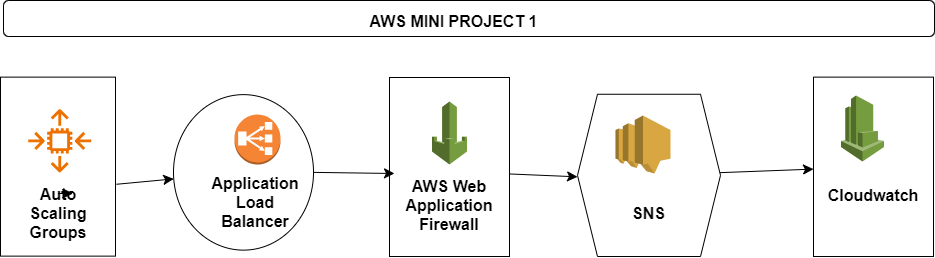 AWS MINI PROJECT 1
Auto
Scaling
Groups
Application
Load
Balancer
AWS Web
Application
Firewall
SNS
Cloudwatch